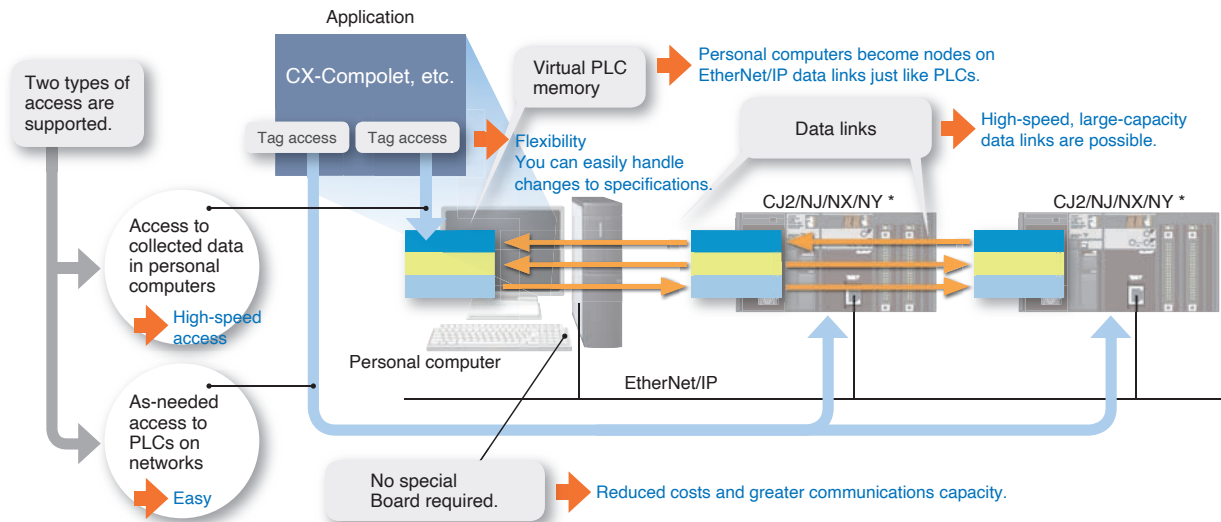 Application
CX-Compolet, etc.
Tag access
Tag access
Two types of
access are
supported.
Virtual PLC
memory
Personal computers become nodes on
EtherNet/IP data links just like PLCs.
Flexibility
You can easily handle
changes to specifications.
Data links
High-speed, large-capacity
data links are possible.
CJ2/NJ/NX/NY *
CJ2/NJ/NX/NY *
Access to
collected data
in personal
computers
High-speed
access
Personal computer
EtherNet/IP
As-needed
access to
PLCs on
networks
Easy
No special
Board required.
Reduced costs and greater communications capacity.